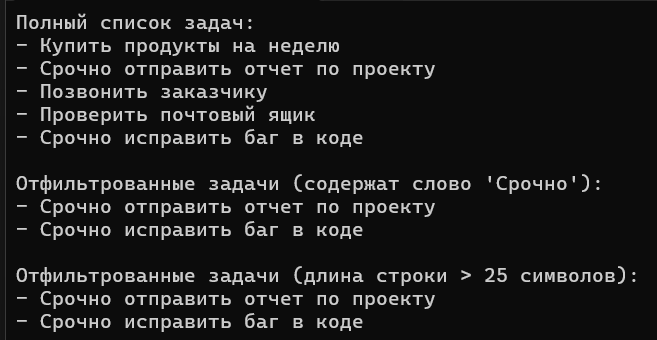 Полный список задач:
- Купить продукты на неделю
- Срочно отправить отчет по проекту
- Позвонить заказчику
- Проверить почтовый ящик
- Срочно исправить баг в коде
Отфильтрованные задачи (содержат слово 'Срочно'):
- Срочно отправить отчет по проекту
- Срочно исправить баг в коде
Отфильтрованные задачи (длина строки > 25 символов):
- Срочно отправить отчет по проекту
- Срочно исправить баг в коде